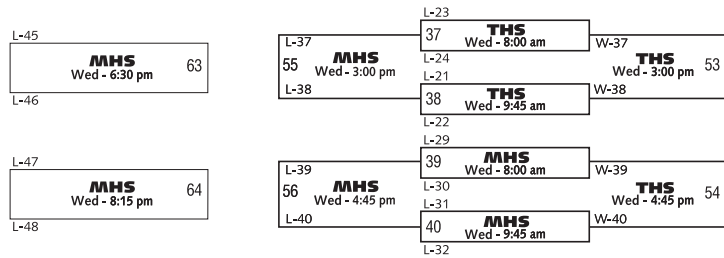 L-45
MHS
Wed - 6:30 pm
63
L-46
L-23
37
THS
Wed - 8:00 am
L-24
L-37
55
MHS
Wed - 3:00 pm
L-38
L-21
38
THS
Wed - 9:45 am
L-22
W-37
THS
Wed - 3:00 pm
53
W-38
L-47
MHS
Wed - 8:15 pm
64
L-48
L-29
39
MHS
Wed - 8:00 am
L-30
L-39
56
MHS
Wed - 4:45 pm
L-40
L-31
40
MHS
Wed - 9:45 am
L-32
W-39
THS
Wed - 4:45 pm
54
W-40